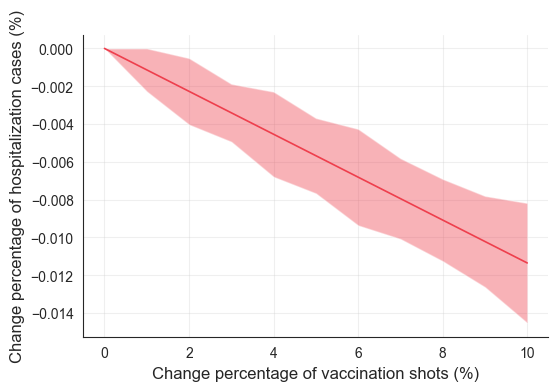 Change percentage of hospitalization cases (%)
0.000
−0.002
−0.004
−0.006
−0.008
−0.010
−0.012
−0.014
0 2 4 6 8 10
Change percentage of vaccination shots (%)